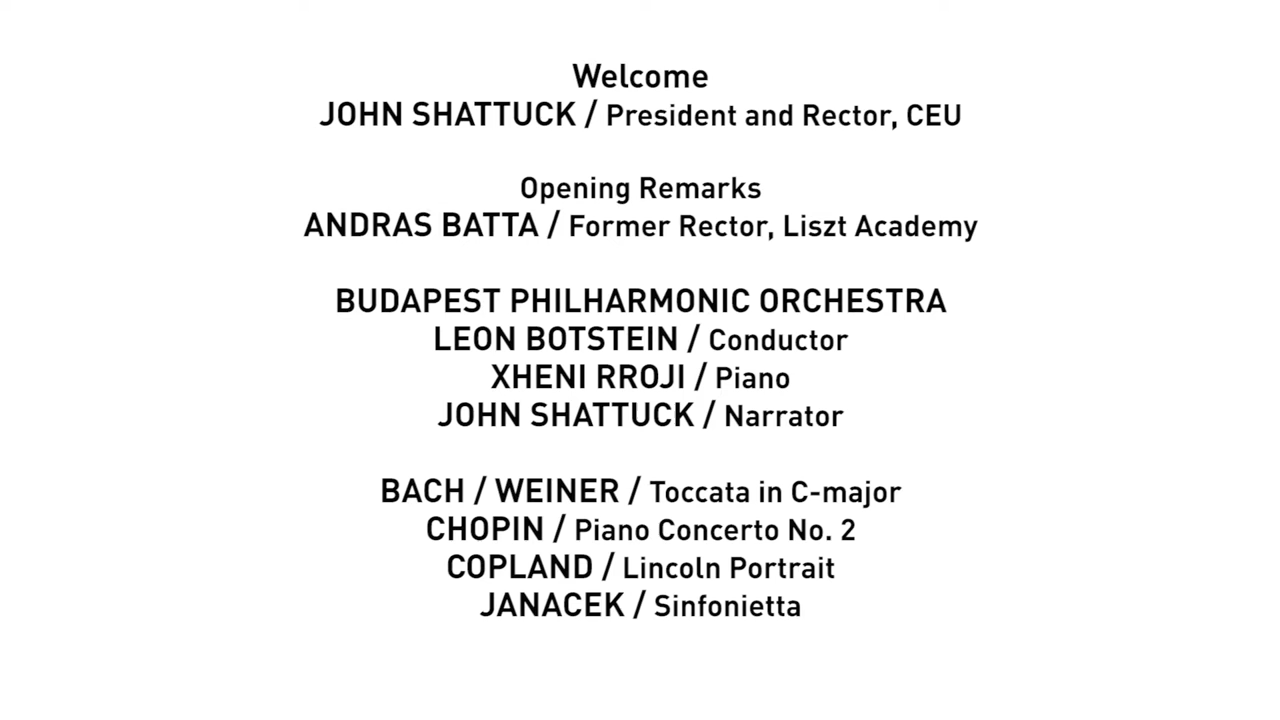 Welcome
JOHN SHATTUCK / President and Rector, CEU
Opening Remarks
ANDRAS BATTA / Former Rector, Liszt Academy
BUDAPEST PHILHARMONIC ORCHESTRA
LEON BOTSTEIN / Conductor
XHENI RROJI / Piano
JOHN SHATTUCK / Narrator
BACH / WEINER / Toccata in C-major
CHOPIN / Piano Concerto No. 2
COPLAND / Lincoln Portrait
JANACEK / Sinfonietta